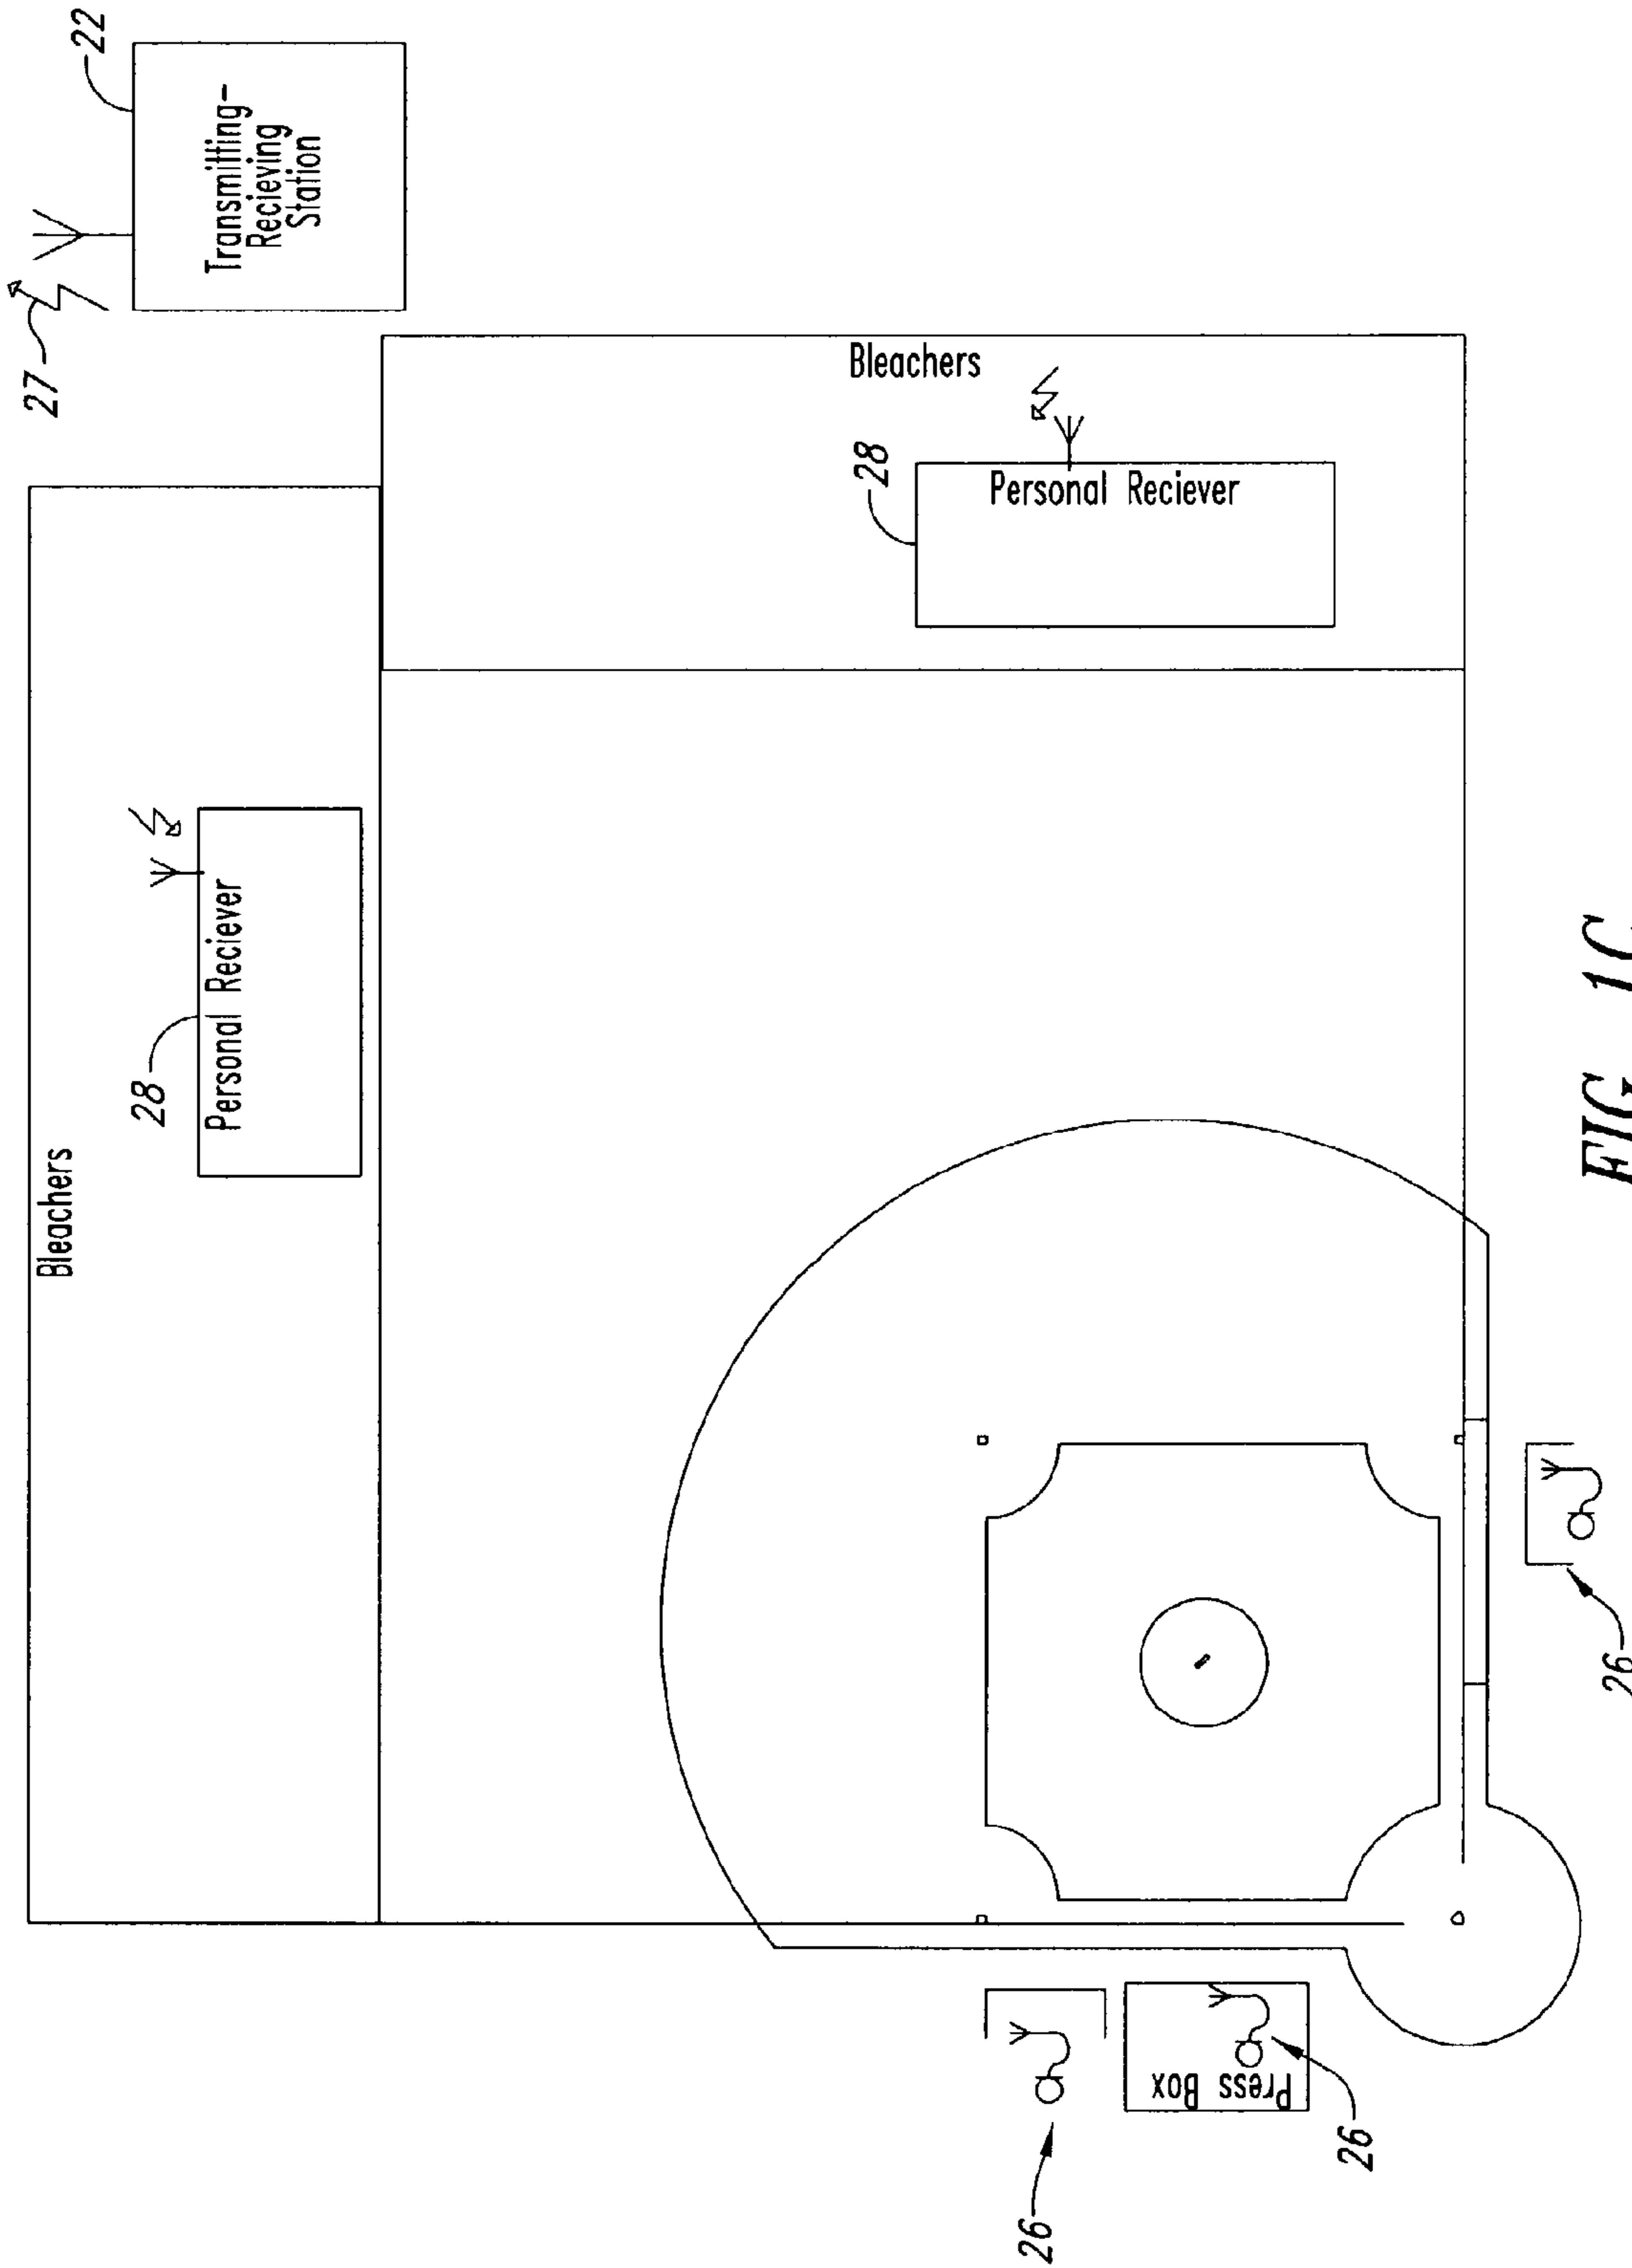 Bleachers
27
22
28
Personal Reciever
Transmitting-
Recieving
Station
Bleachers
28
Personal Reciever
26
Press Box
26
26
FIG 1C